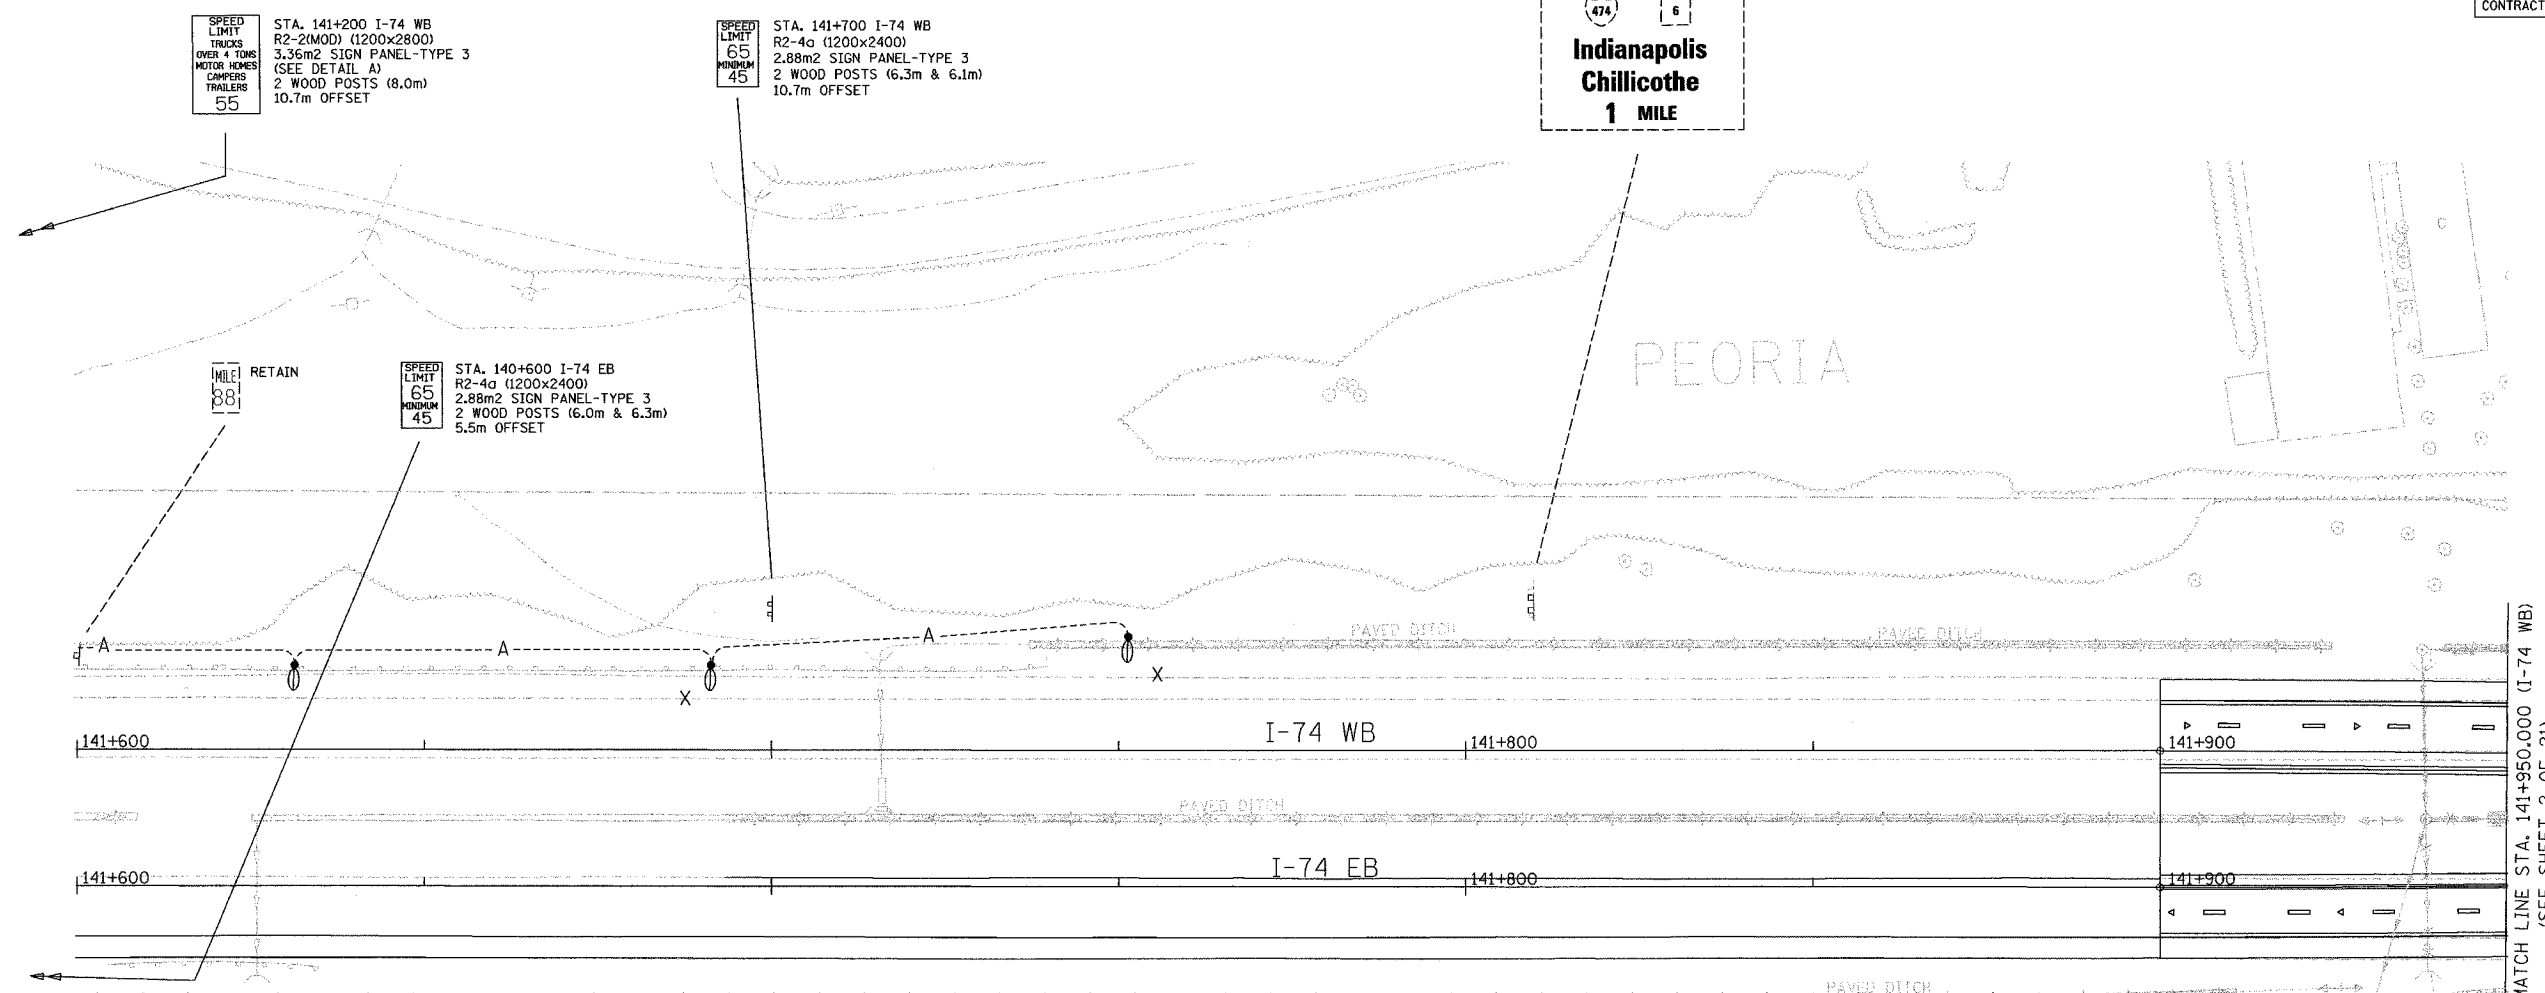 CONTRACT
SPEED
LIMIT
TRUCKS
OVER 4 TONS
MOTOR HOMES
CAMPERS
TRAILERS
55
STA. 141+200 I-74 WB
R2-2(MOD) (1200x2800)
3.36m2 SIGN PANEL-TYPE 3
(SEE DETAIL A)
2 WOOD POSTS (8.0m)
10.7m OFFSET
SPEED
LIMIT
65
MINIMUM
45
STA. 141+700 I-74 WB
R2-4a (1200x2400)
2.88m2 SIGN PANEL-TYPE 3
2 WOOD POSTS (6.3m & 6.1m)
10.7m OFFSET
474 6
Indianapolis
Chillicothe
1 MILE
C
PEORIA
MILE
88
RETAIN
SPEED
LIMIT
65
MINIMUM
45
STA. 140+600 I-74 EB
R2-4a (1200x2400)
2.88m2 SIGN PANEL-TYPE 3
2 WOOD POSTS (6.0m & 6.3m)
5.5m OFFSET
A
A
A
PAVED DITCH
PAVED DITCH
X
X
I-74 WB
141+600
141+800
141+900
PAVED DITCH
I-74 EB
141+600
141+800
141+900
PAVED DITCH
MATCH LINE STA. 141+950.000 (I-74 WB)